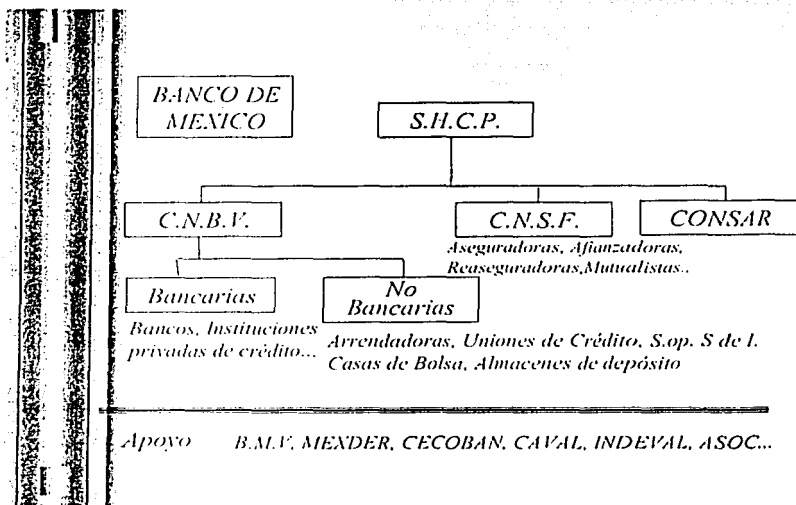 BANCO DE
MEXICO
S.H.C.P.
C.N.B.V.
C.N.S.F.
CONSAR
Aseguradoras, Afianzadoras,
Reaseguradoras,Mutualistas..
Bancarias
No
Bancarias
Bancos, Instituciones
privadas de crédito...
Arrendadoras, Uniones de Crédito, S.op. S de I.
Casas de Bolsa, Almacenes de depósito
Apoyo
B.M.V, MEXDER, CECOBAN, CAVAL, INDEVAL, ASOC...